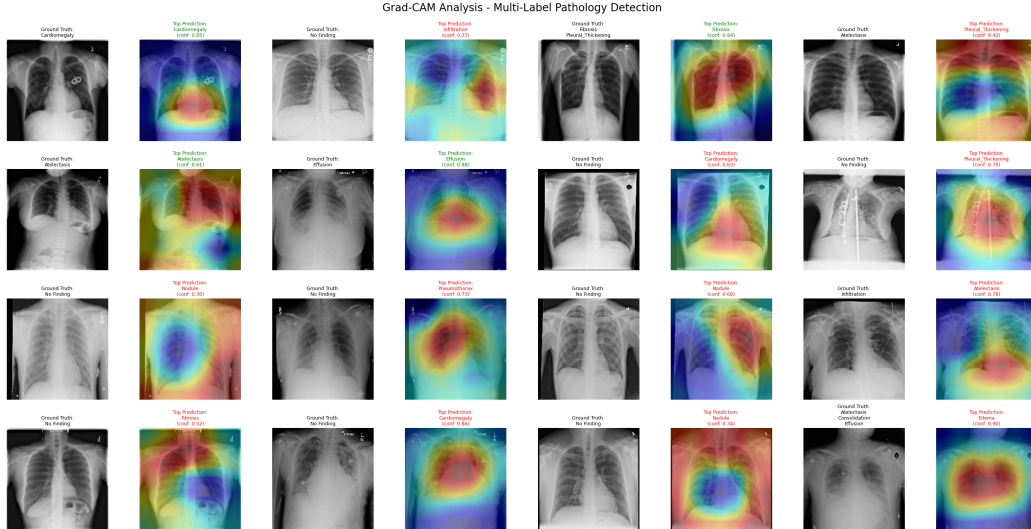 Grad-CAM Analysis - Multi-Label Pathology Detection
Ground Truth:
Cardiomegaly
Top Prediction:
Cardiomegaly
(conf: 0.85)
Ground Truth:
No Finding
Top Prediction:
Infiltration
(conf: 0.37)
Ground Truth:
Fibrosis
Pleural_Thickening
Top Prediction:
Fibrosis
(conf: 0.84)
Ground Truth:
Atelectasis
Top Prediction:
Pleural_Thickening
(conf: 0.43)
Ground Truth:
Atelectasis
Top Prediction:
Atelectasis
(conf: 0.61)
Ground Truth:
Effusion
Top Prediction:
Effusion
(conf: 0.88)
Ground Truth:
No Finding
Top Prediction:
Cardiomegaly
(conf: 0.63)
Ground Truth:
No Finding
Top Prediction:
Pleural_Thickening
(conf: 0.75)
Ground Truth:
No Finding
Top Prediction:
Nodule
(conf: 0.30)
Ground Truth:
No Finding
Top Prediction:
Pneumothorax
(conf: 0.73)
Ground Truth:
No Finding
Top Prediction:
Nodule
(conf: 0.60)
Ground Truth:
Infiltration
Top Prediction:
Atelectasis
(conf: 0.78)
Ground Truth:
No Finding
Top Prediction:
Fibrosis
(conf: 0.52)
Ground Truth:
No Finding
Top Prediction:
Cardiomegaly
(conf: 0.86)
Ground Truth:
No Finding
Top Prediction:
Nodule
(conf: 0.34)
Ground Truth:
Atelectasis
Consolidation
Effusion
Top Prediction:
Edema
(conf: 0.90)